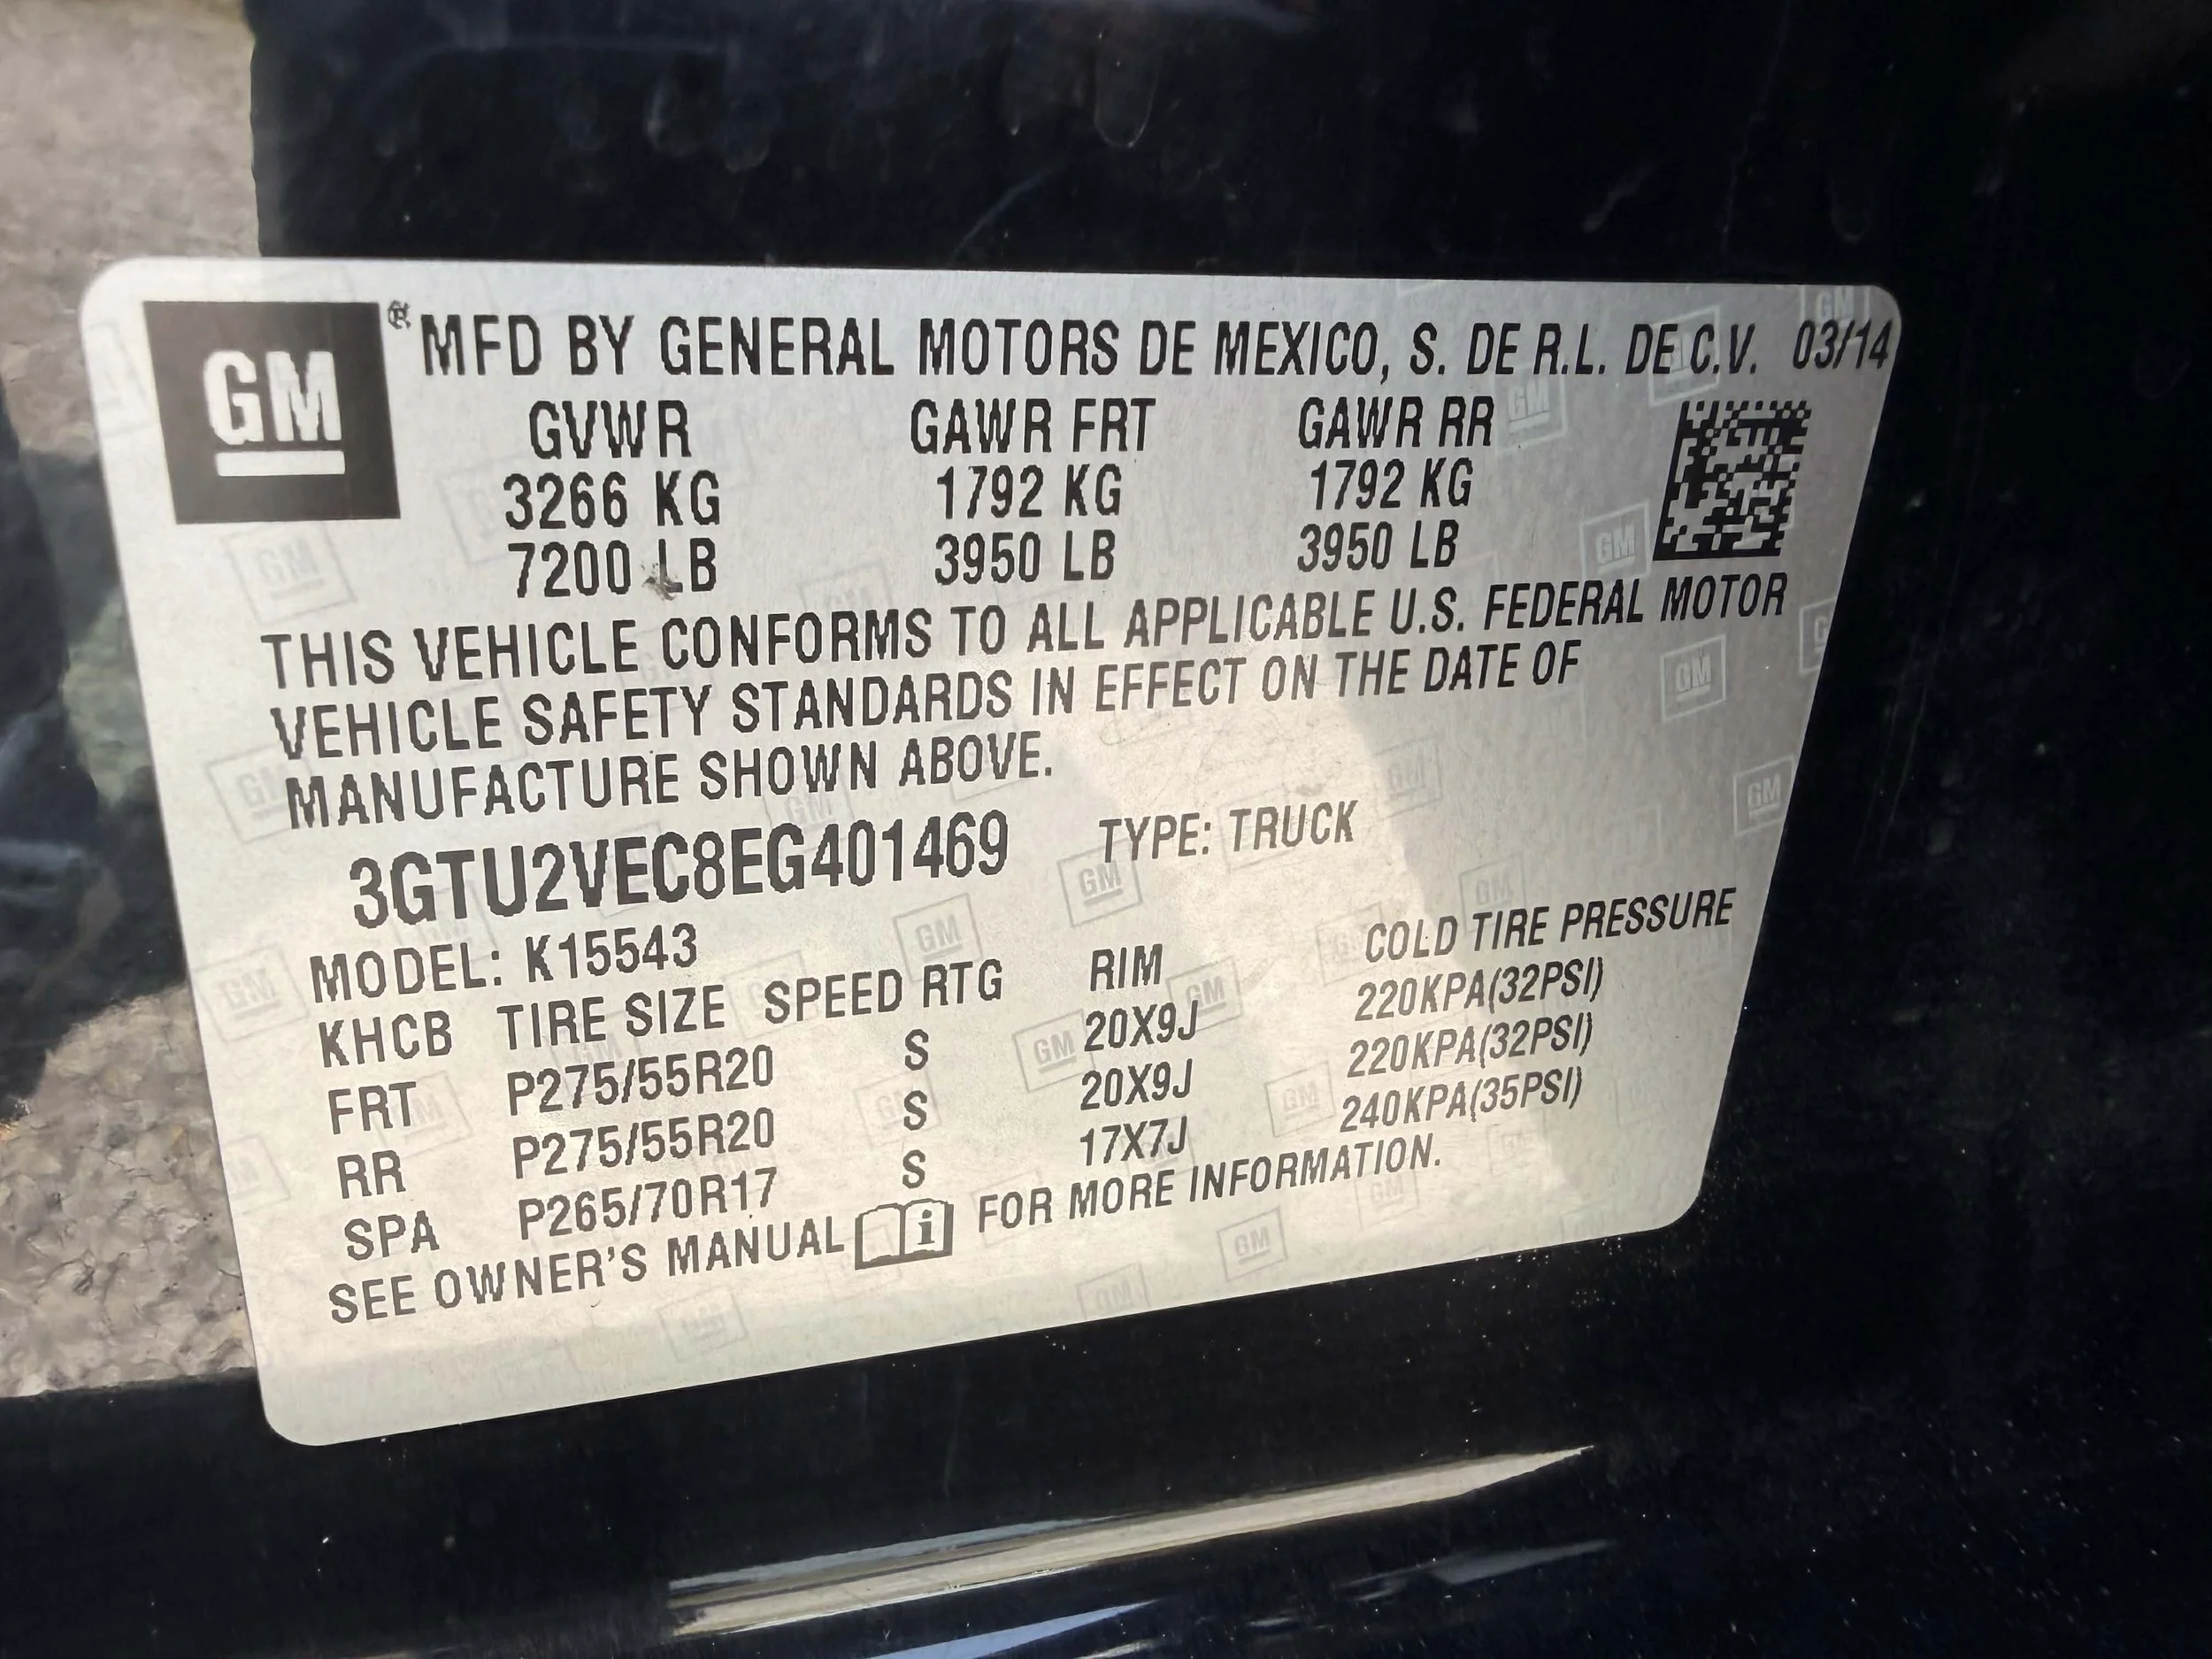 GM ® MFD BY GENERAL MOTORS DE MEXICO, S. DE R.L. DE C.V. 03/14
GVWR GAWR FRT GAWR RR
3266 KG 1792 KG 1792 KG
7200 LB 3950 LB 3950 LB
THIS VEHICLE CONFORMS TO ALL APPLICABLE U.S. FEDERAL MOTOR
VEHICLE SAFETY STANDARDS IN EFFECT ON THE DATE OF
MANUFACTURE SHOWN ABOVE.
3GTU2VEC8EG401469 TYPE: TRUCK
MODEL: K15543
KHCB TIRE SIZE SPEED RTG RIM COLD TIRE PRESSURE
FRT P275/55R20 S 20X9J 220KPA(32PSI)
RR P275/55R20 S 20X9J 220KPA(32PSI)
SPA P265/70R17 S 17X7J 240KPA(35PSI)
SEE OWNER'S MANUAL i FOR MORE INFORMATION.